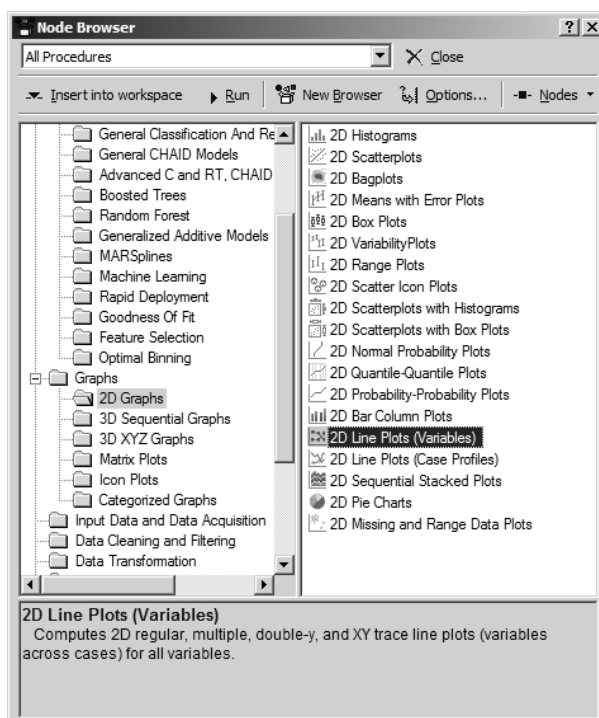 Node Browser
All Procedures
Close
Insert into workspace Run New Browser Options... Nodes
General Classification And Re
General CHAID Models
Advanced C and RT, CHAID
Boosted Trees
Random Forest
Generalized Additive Models
MARSplines
Machine Learning
Rapid Deployment
Goodness Of Fit
Feature Selection
Optimal Binning
Graphs
2D Graphs
3D Sequential Graphs
3D XYZ Graphs
Matrix Plots
Icon Plots
Categorized Graphs
Input Data and Data Acquisition
Data Cleaning and Filtering
Data Transformation
2D Histograms
2D Scatterplots
2D Bagplots
2D Means with Error Plots
2D Box Plots
2D VariabilityPlots
2D Range Plots
2D Scatter Icon Plots
2D Scatterplots with Histograms
2D Scatterplots with Box Plots
2D Normal Probability Plots
2D Quantile-Quantile Plots
2D Probability-Probability Plots
2D Bar Column Plots
2D Line Plots (Variables)
2D Line Plots (Case Profiles)
2D Sequential Stacked Plots
2D Pie Charts
2D Missing and Range Data Plots
2D Line Plots (Variables)
Computes 2D regular, multiple, double-y, and XY trace line plots (variables
across cases) for all variables.